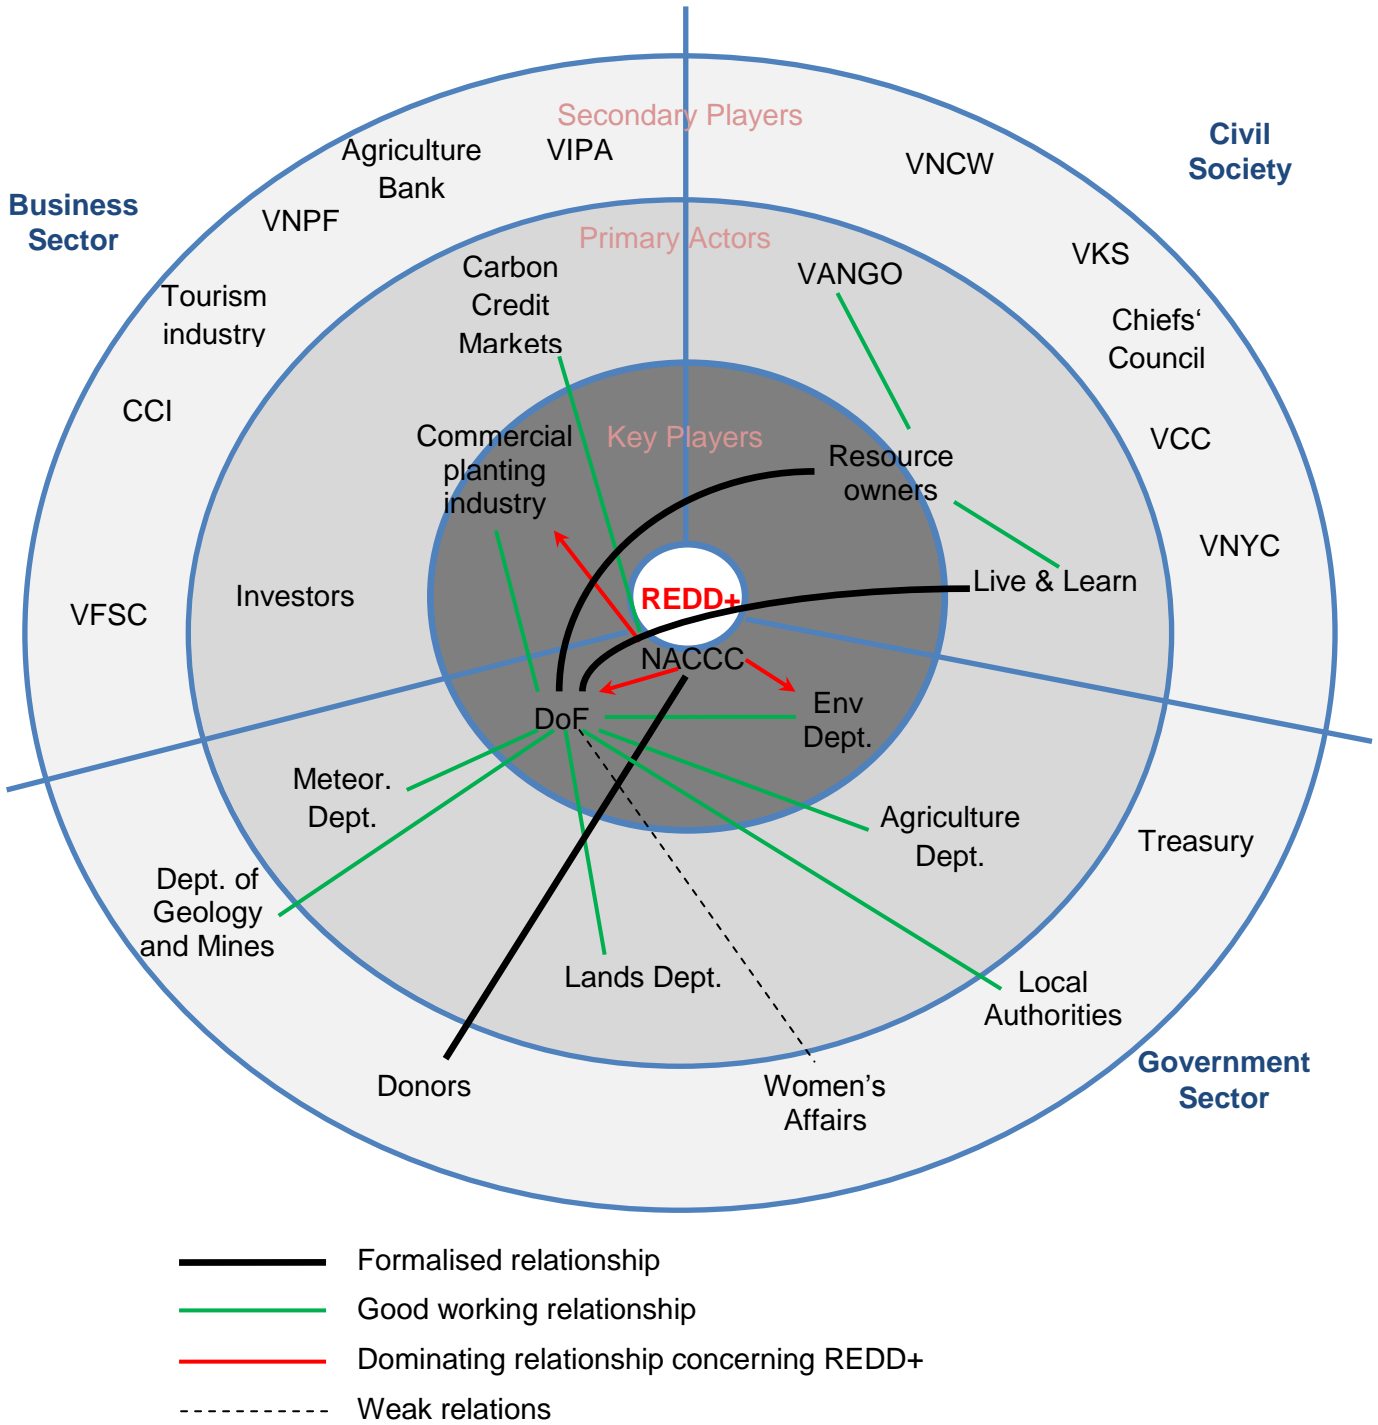 Secondary Players
Civil
Society
Business
Sector
Agriculture
Bank
VIPA
VNCW
VNPF
VKS
Primary Actors
Carbon
Credit
Markets
VANGO
Tourism
industry
Chiefs‘
Council
CCI
VCC
Commercial
planting
industry
Key Players
Resource
owners
VNYC
VFSC
Investors
REDD+
Live & Learn
NACCC
DoF
Env
Dept.
Meteor.
Dept.
Agriculture
Dept.
Treasury
Dept. of
Geology
and Mines
Lands Dept.
Local
Authorities
Donors
Women’s
Affairs
Government
Sector
Formalised relationship
Good working relationship
Dominating relationship concerning REDD+
Weak relations